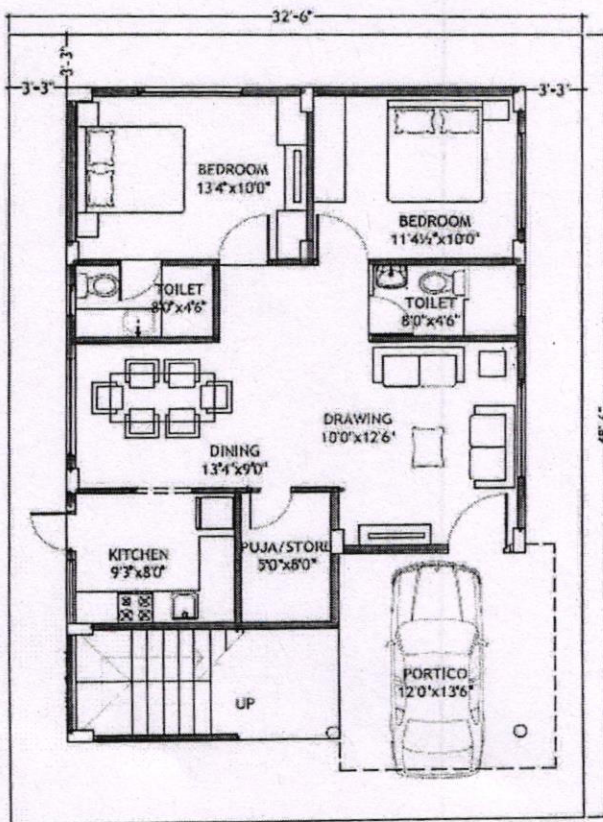 32'-6"
3'-3"
3'-3"
3'-3"
BEDROOM
13'4"x10'0"
BEDROOM
11'4½"x10'0"
TOILET
8'0"x4'6"
TOILET
8'0"x4'6"
DRAWING
10'0"x12'6"
DINING
13'4"x9'0"
KITCHEN
9'3"x8'0"
PUJA/STORE
5'0"x8'0"
UP
PORTICO
12'0"x13'6"